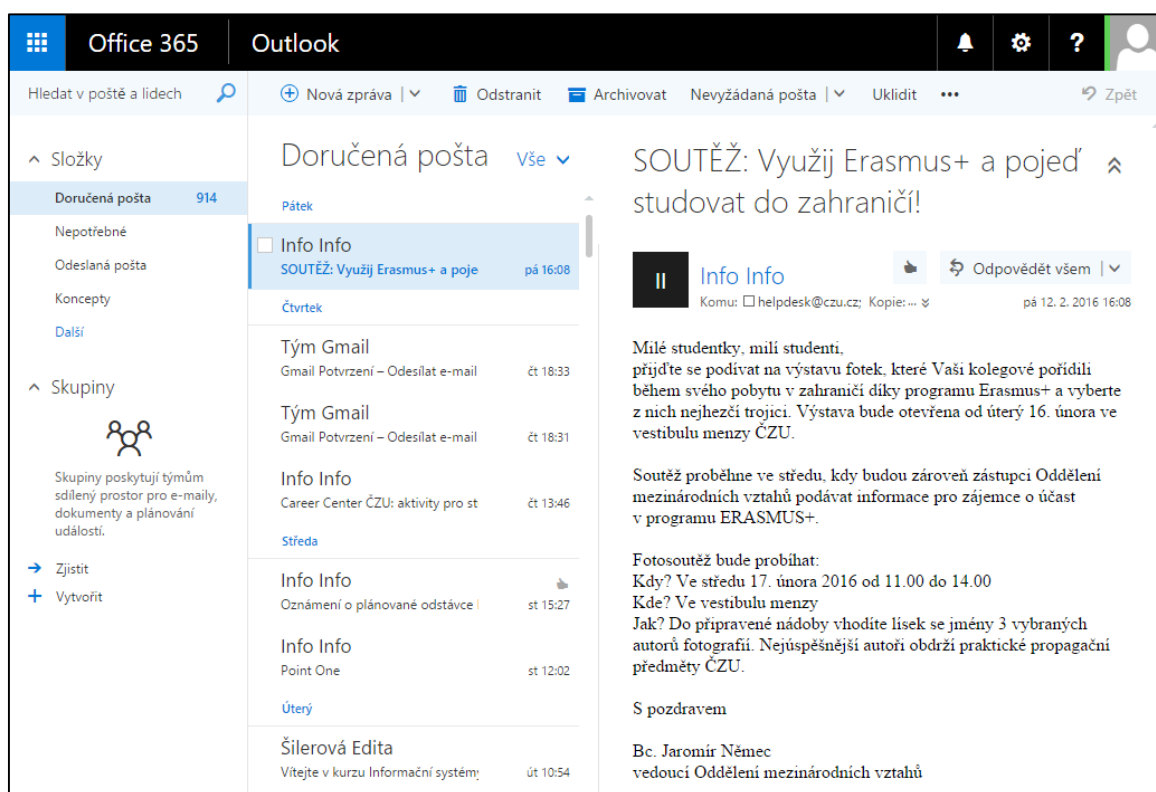 Office 365
Outlook
?
Hledat v poště a lidech
Nová zpráva
Odstranit
Archivovat
Nevyžádaná pošta
Uklidit
•••
Zpět
Složky
Doručená pošta 914
Nepotřebné
Odeslaná pošta
Koncepty
Další
Skupiny
Skupiny poskytují týmům
sdílený prostor pro e-maily,
dokumenty a plánování
událostí.
Zjistit
Vytvořit
Doručená pošta Vše
Pátek
Info Info
SOUTĚŽ: Využij Erasmus+ a poje pá 16:08
Čtvrtek
Tým Gmail
Gmail Potvrzení – Odesílat e-mail čt 18:33
Tým Gmail
Gmail Potvrzení – Odesílat e-mail čt 18:31
Info Info
Career Center ČZU: aktivity pro st čt 13:46
Středa
Info Info
Oznámení o plánované odstávce st 15:27
Info Info
Point One st 12:02
Úterý
Šilerová Edita
Vítejte v kurzu Informační systémy út 10:54
SOUTĚŽ: Využij Erasmus+ a pojeď
studovat do zahraničí!
II
Info Info
Odpovědět všem
Komu: helpdesk@czu.cz; Kopie:...
pá 12. 2. 2016 16:08
Milé studentky, milí studenti,
přijďte se podívat na výstavu fotek, které Vaši kolegové pořídili
během svého pobytu v zahraničí díky programu Erasmus+ a vyberte
z nich nejhezčí trojici. Výstava bude otevřena od úterý 16. února ve
vestibulu menzy ČZU.
Soutěž proběhne ve středu, kdy budou zároveň zástupci Oddělení
mezinárodních vztahů podávat informace pro zájemce o účast
v programu ERASMUS+.
Fotosoutěž bude probíhat:
Kdy? Ve středu 17. února 2016 od 11.00 do 14.00
Kde? Ve vestibulu menzy
Jak? Do připravené nádoby vhodíte lísek se jmény 3 vybraných
autorů fotografií. Nejúspěšnější autoři obdrží praktické propagační
předměty ČZU.
S pozdravem
Bc. Jaromír Němec
vedoucí Oddělení mezinárodních vztahů